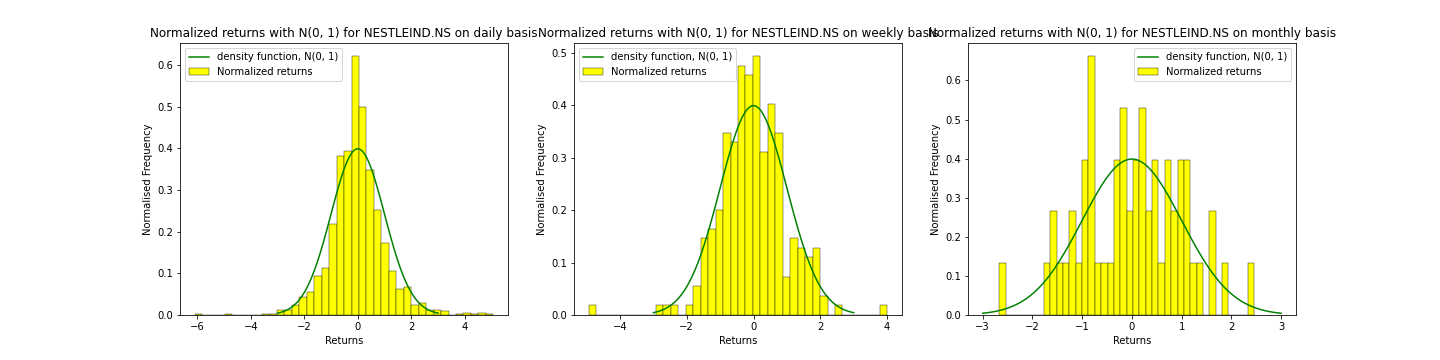 Normalized returns with N(0, 1) for NESTLEIND.NS on daily basis
density function, N(0, 1)
Normalized returns
Normalised Frequency
0.6
0.5
0.4
0.3
0.2
0.1
0.0
−6
−4
−2
0
2
4
Returns
Normalized returns with N(0, 1) for NESTLEIND.NS on weekly basis
density function, N(0, 1)
Normalized returns
Normalised Frequency
0.5
0.4
0.3
0.2
0.1
0.0
−4
−2
0
2
4
Returns
Normalized returns with N(0, 1) for NESTLEIND.NS on monthly basis
density function, N(0, 1)
Normalized returns
Normalised Frequency
0.6
0.5
0.4
0.3
0.2
0.1
0.0
−3
−2
−1
0
1
2
3
Returns